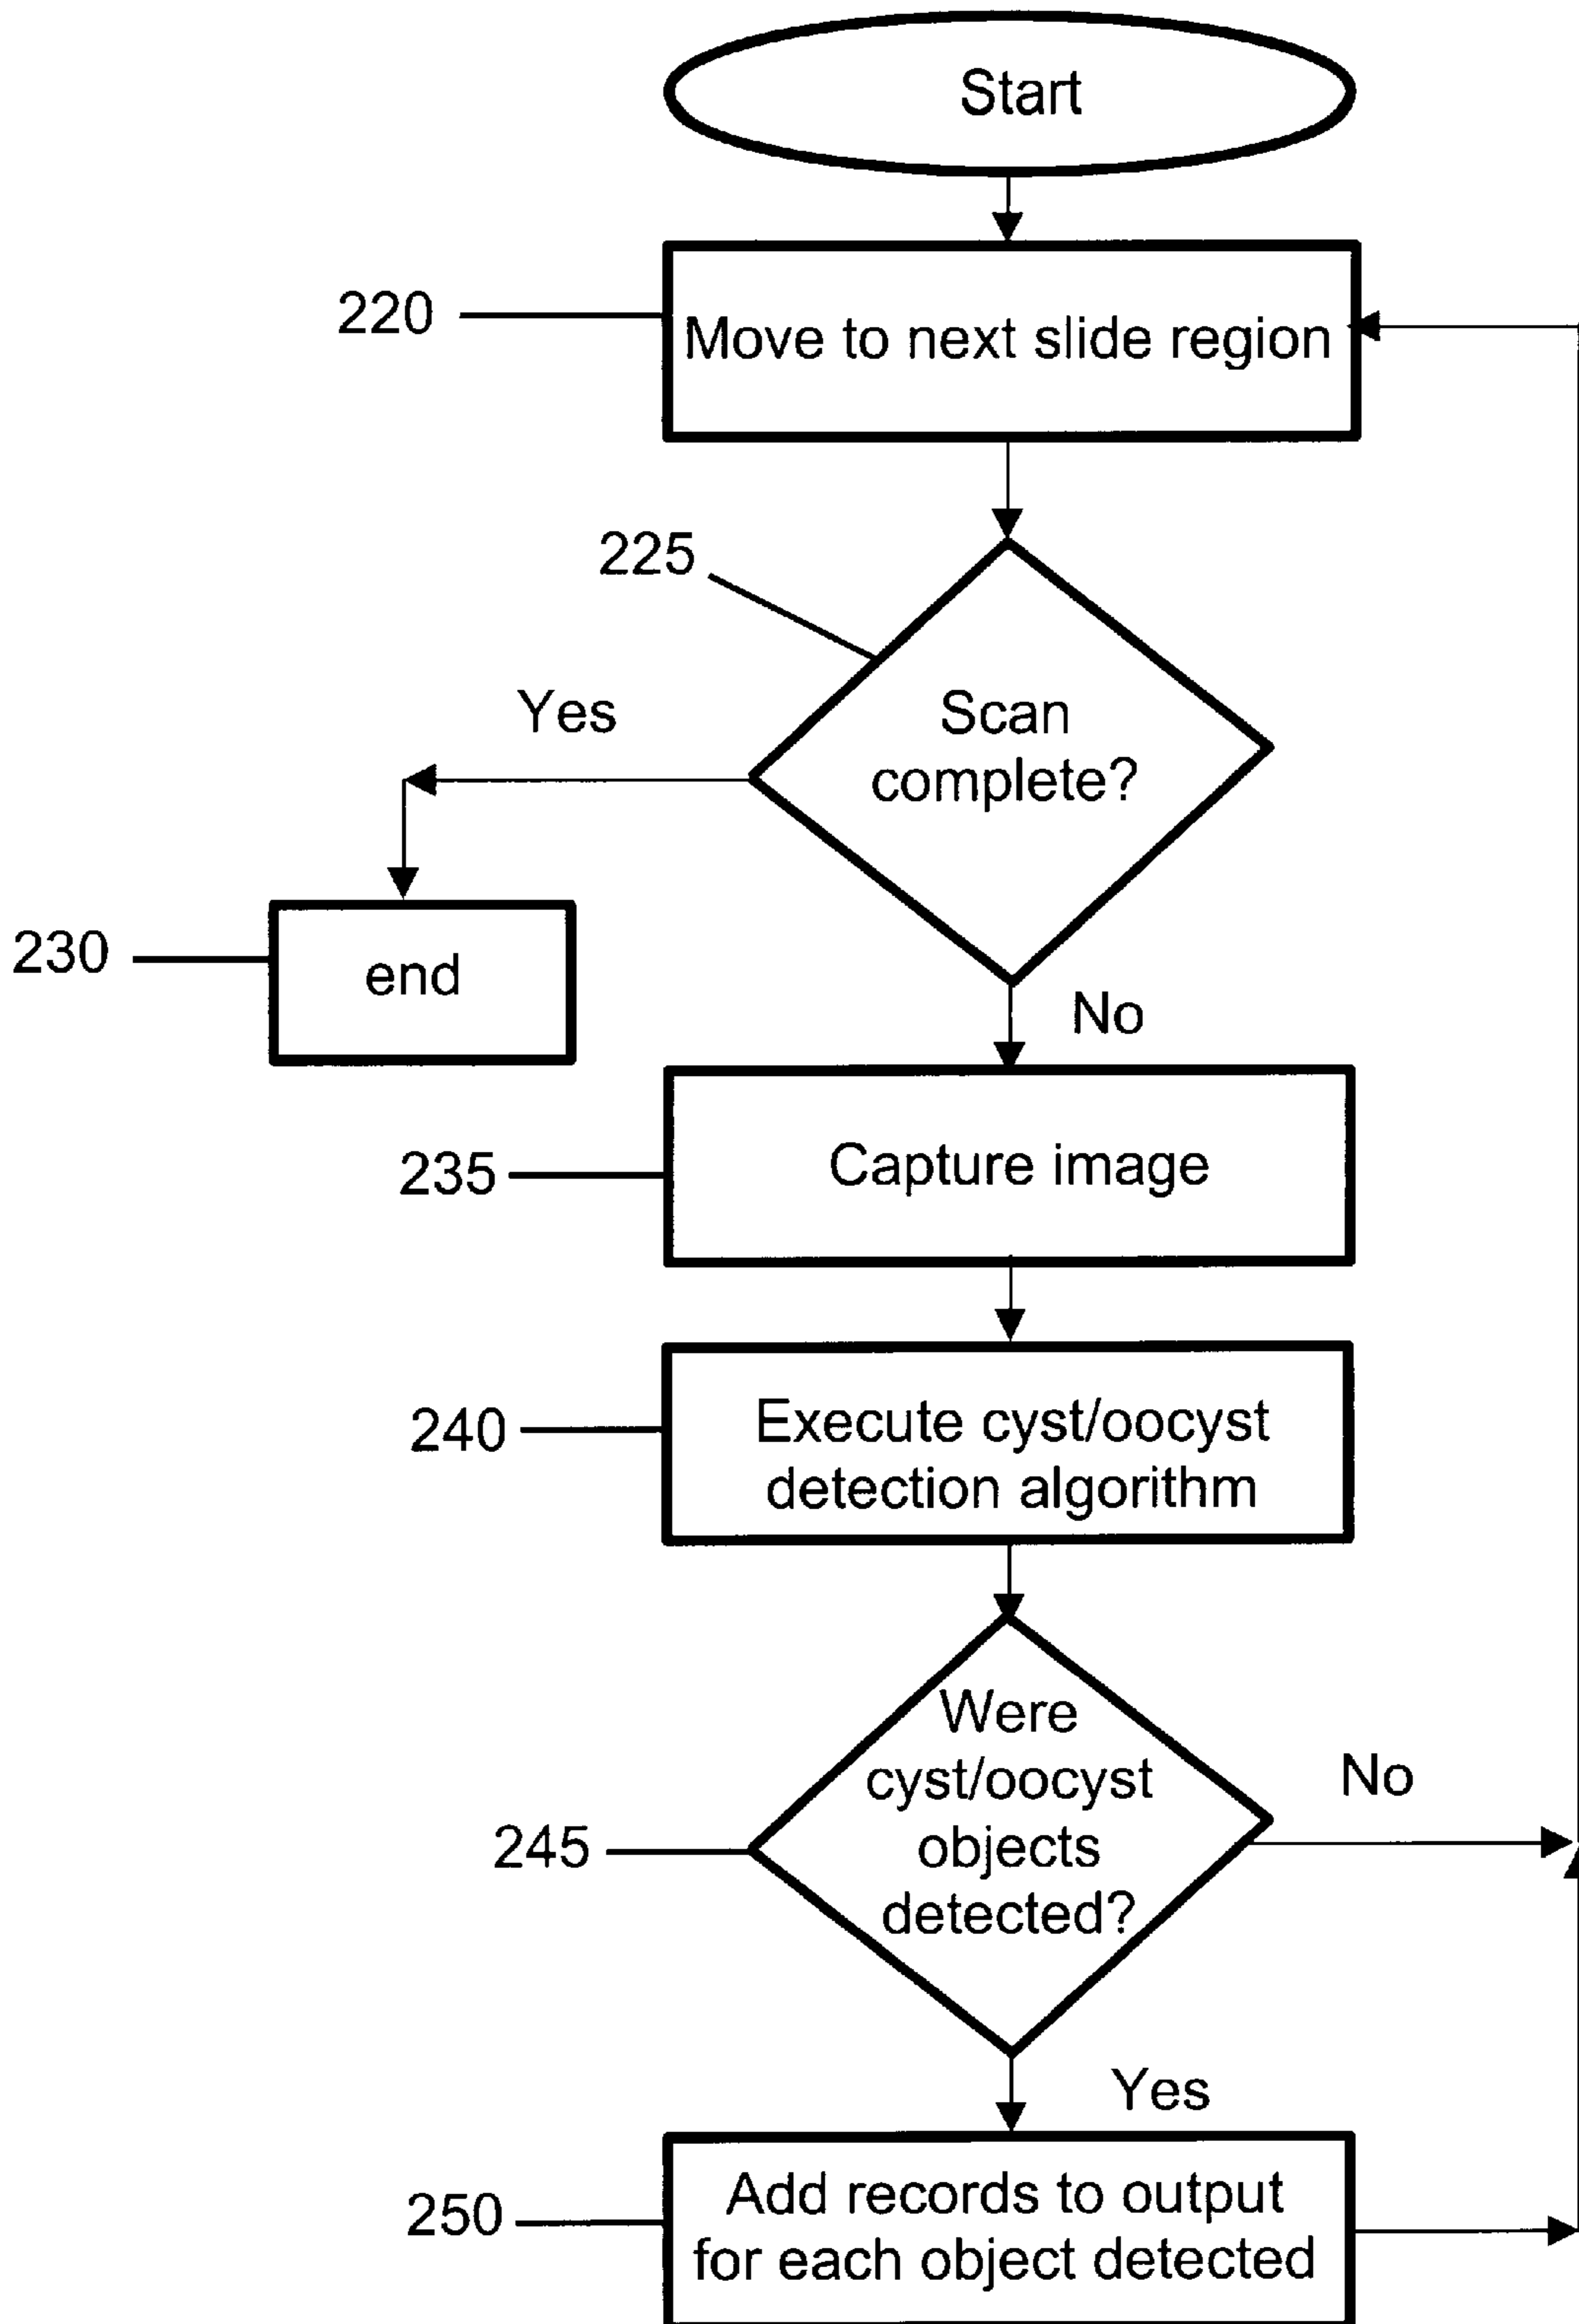 Start
220
Move to next slide region
225
Yes
Scan
complete?
230
end
No
235
Capture image
240
Execute cyst/oocyst
detection algorithm
Were
cyst/oocyst
objects
detected?
No
245
Yes
250
Add records to output
for each object detected